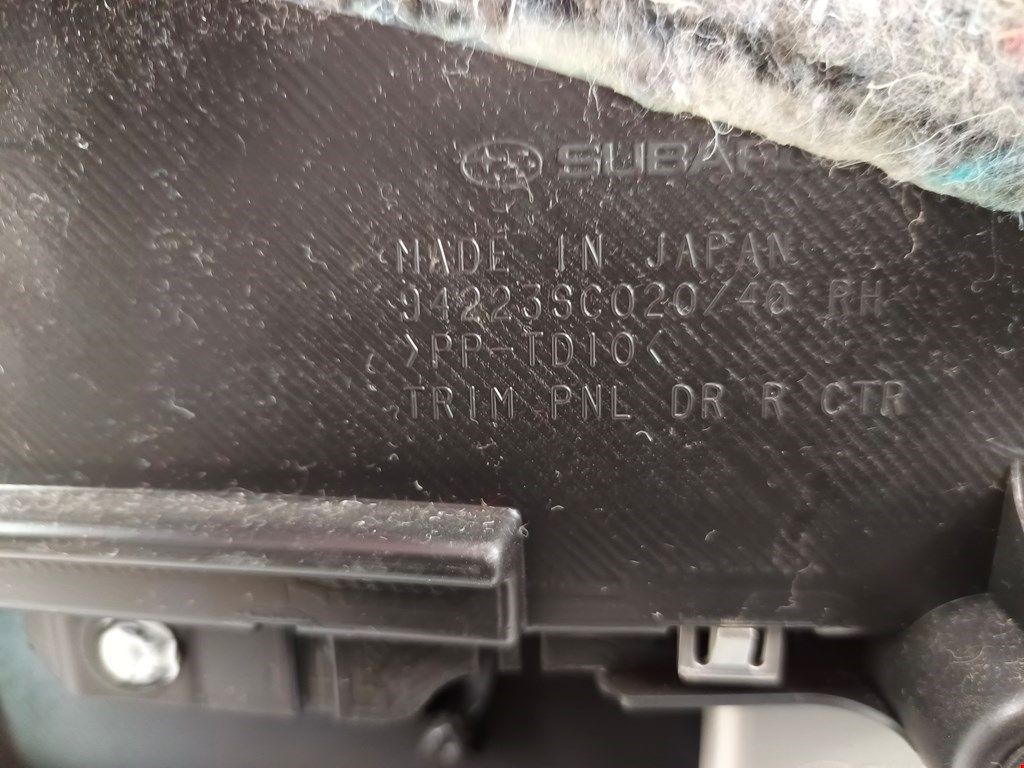 SUBARU
MADE IN JAPAN
94223SC020/40 RH
>PP-TD10<
TRIM PNL DR R CTR